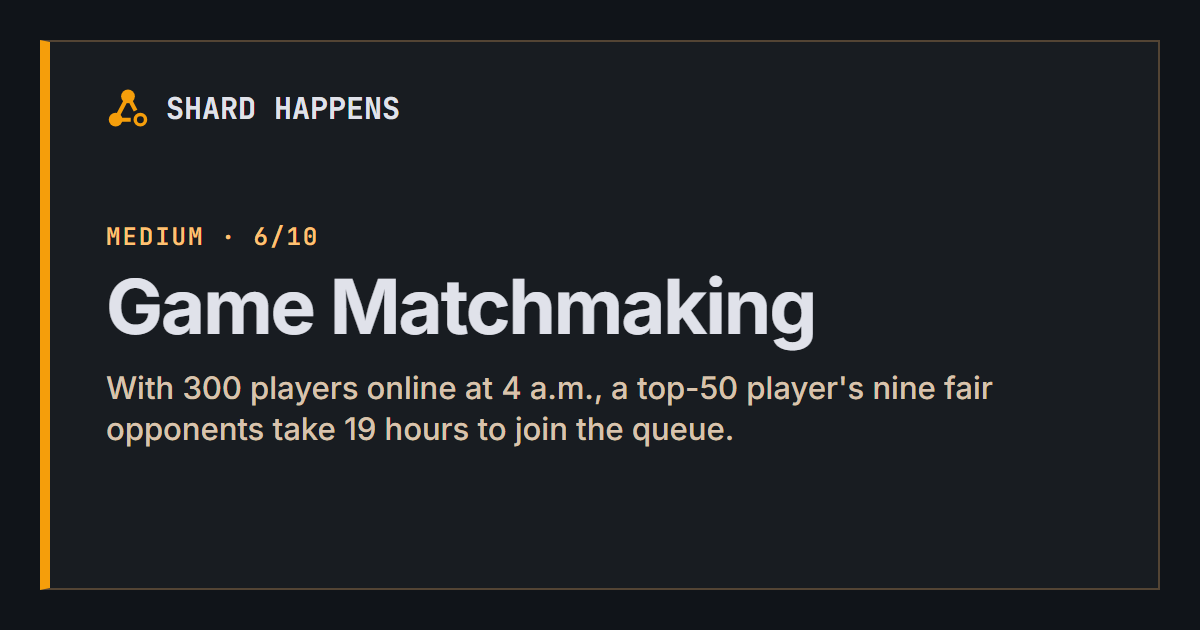 SHARD HAPPENS
MEDIUM · 6/10
Game Matchmaking
With 300 players online at 4 a.m., a top-50 player's nine fair
opponents take 19 hours to join the queue.